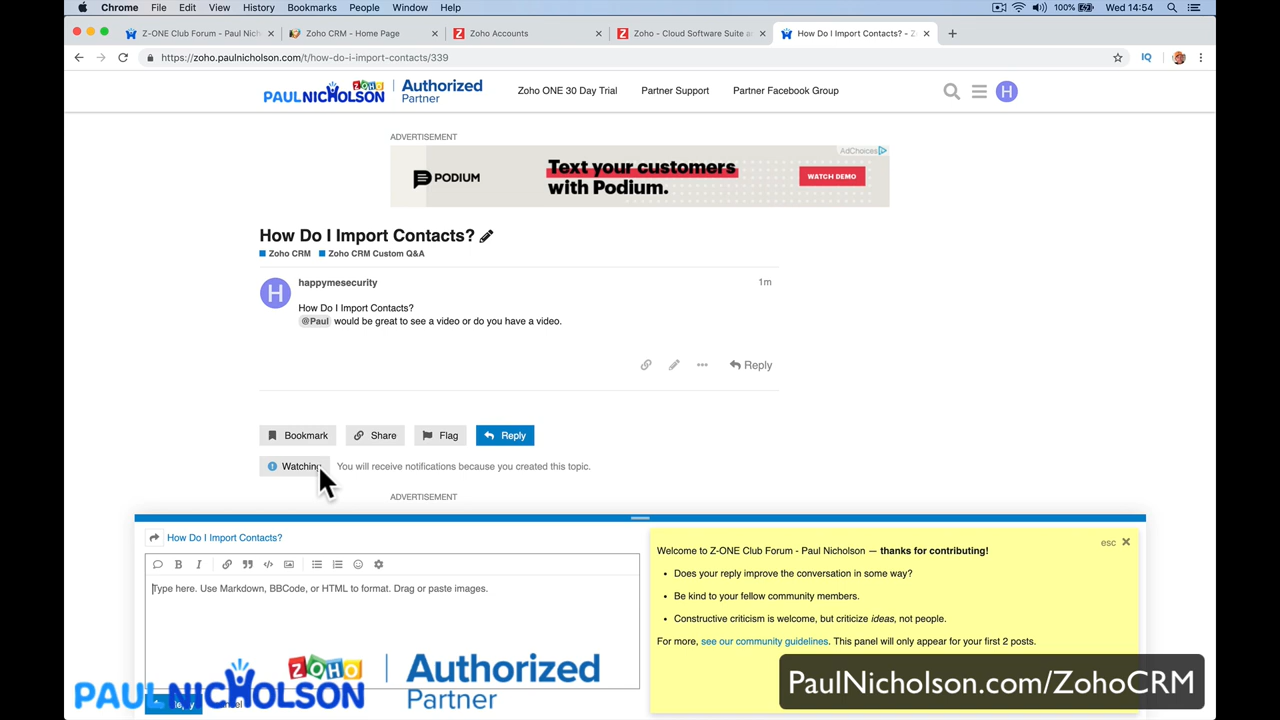 Chrome File Edit View History Bookmarks People Window Help 100% Wed 14:54
Z-ONE Club Forum - Paul Nich Zoho CRM - Home Page Zoho Accounts Zoho - Cloud Software Suite a How Do I Import Contacts? - Z
https://zoho.paulnicholson.com/t/how-do-i-import-contacts/339 IQ
PAULNICHOLSON ZOHO Authorized Partner Zoho ONE 30 Day Trial Partner Support Partner Facebook Group H
ADVERTISEMENT
AdChoices
PODIUM Text your customers with Podium. WATCH DEMO
How Do I Import Contacts?
Zoho CRM Zoho CRM Custom Q&A
H happymesecurity 1m
How Do I Import Contacts?
@Paul would be great to see a video or do you have a video.
Reply
Bookmark Share Flag Reply
Watching You will receive notifications because you created this topic.
ADVERTISEMENT
How Do I Import Contacts?
B I
Type here. Use Markdown, BBCode, or HTML to format. Drag or paste images.
esc
Welcome to Z-ONE Club Forum - Paul Nicholson — thanks for contributing!
Does your reply improve the conversation in some way?
Be kind to your fellow community members.
Constructive criticism is welcome, but criticize ideas, not people.
For more, see our community guidelines. This panel will only appear for your first 2 posts.
PAULNICHOLSON ZOHO Authorized Partner
PaulNicholson.com/ZohoCRM